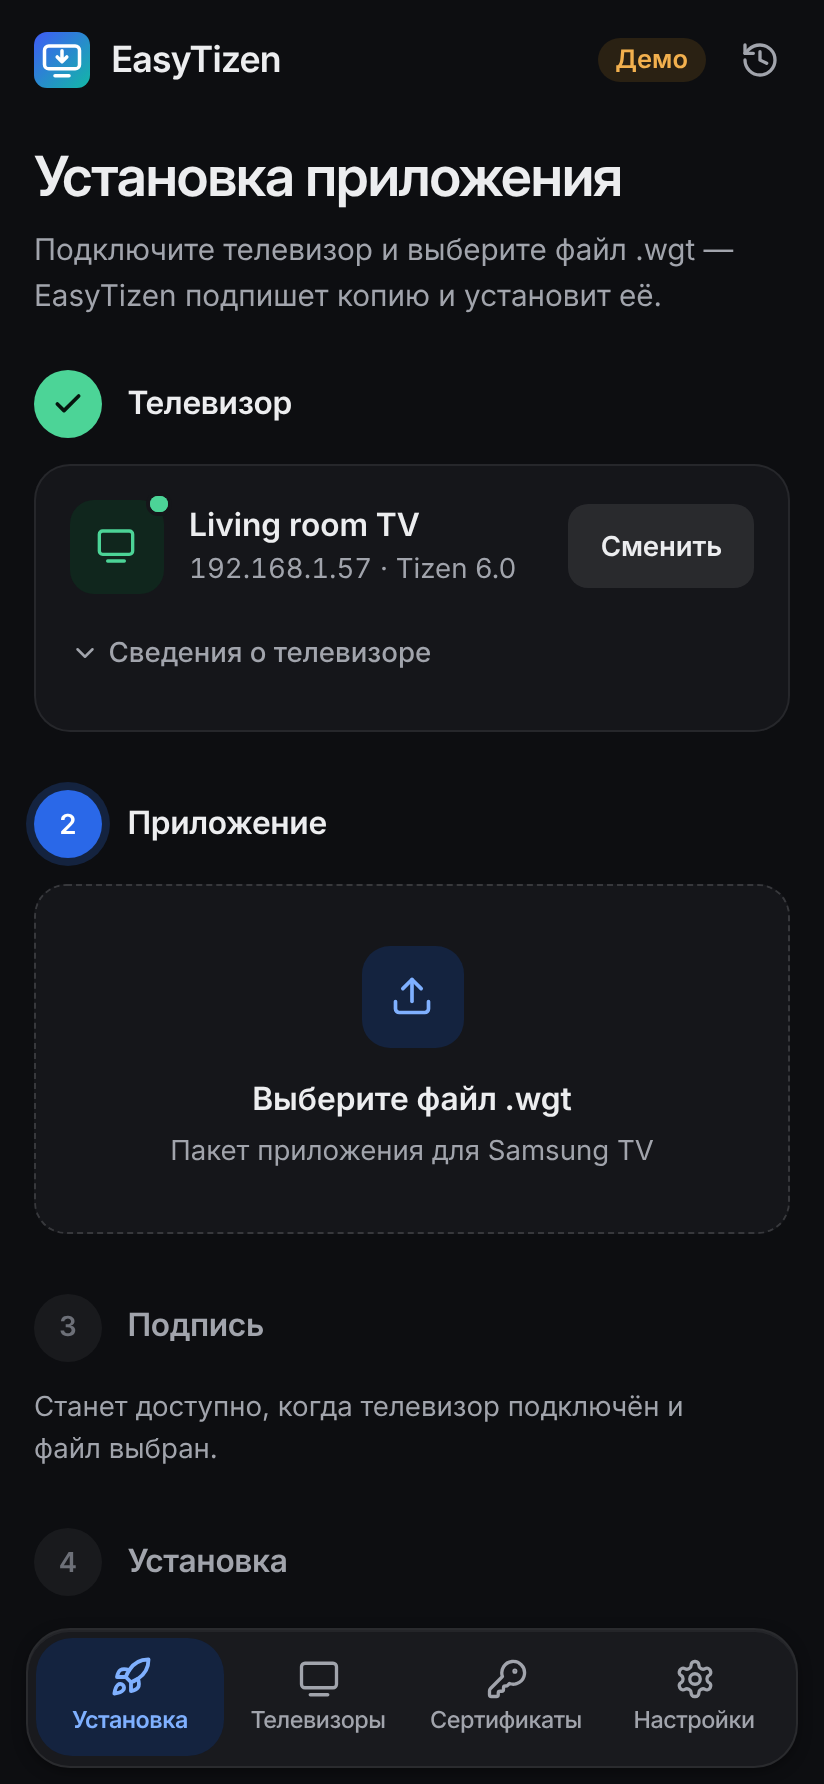 EasyTizen
Демо
Установка приложения
Подключите телевизор и выберите файл .wgt —
EasyTizen подпишет копию и установит её.
Телевизор
Living room TV
192.168.1.57 · Tizen 6.0
Сменить
Сведения о телевизоре
2
Приложение
Выберите файл .wgt
Пакет приложения для Samsung TV
3
Подпись
Станет доступно, когда телевизор подключён и
файл выбран.
4
Установка
Установка
Телевизоры
Сертификаты
Настройки